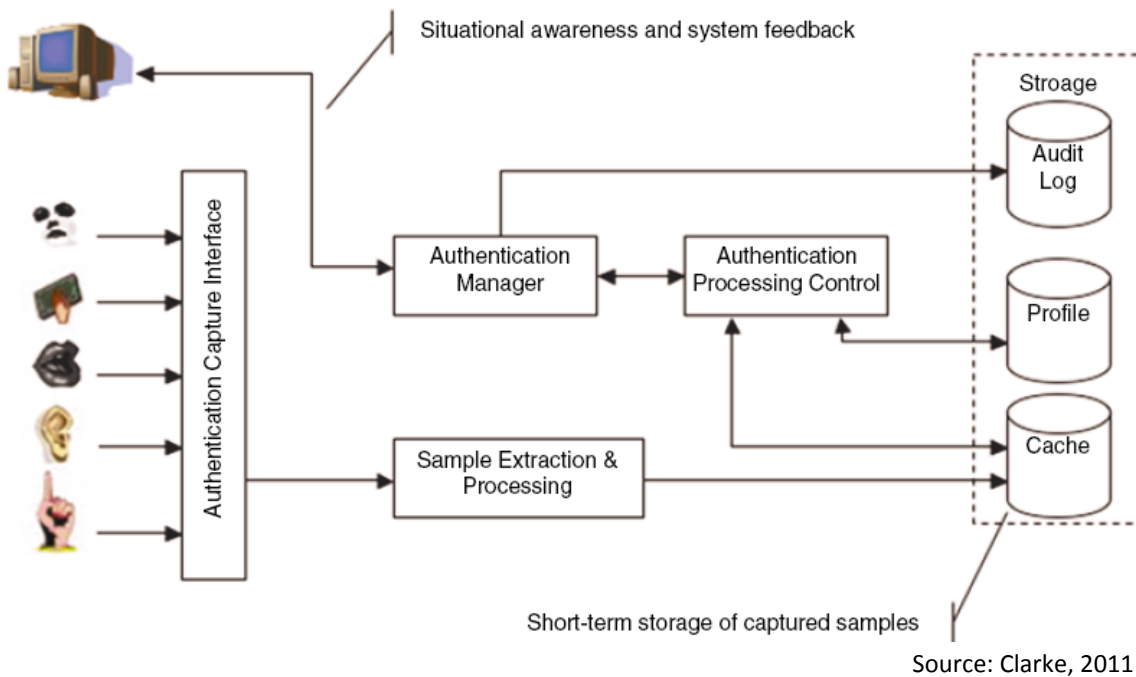 Situational awareness and system feedback
Stroage
Audit
Log
Authentication Capture Interface
Authentication
Manager
Authentication
Processing Control
Profile
Sample Extraction &
Processing
Cache
Short-term storage of captured samples
Source: Clarke, 2011